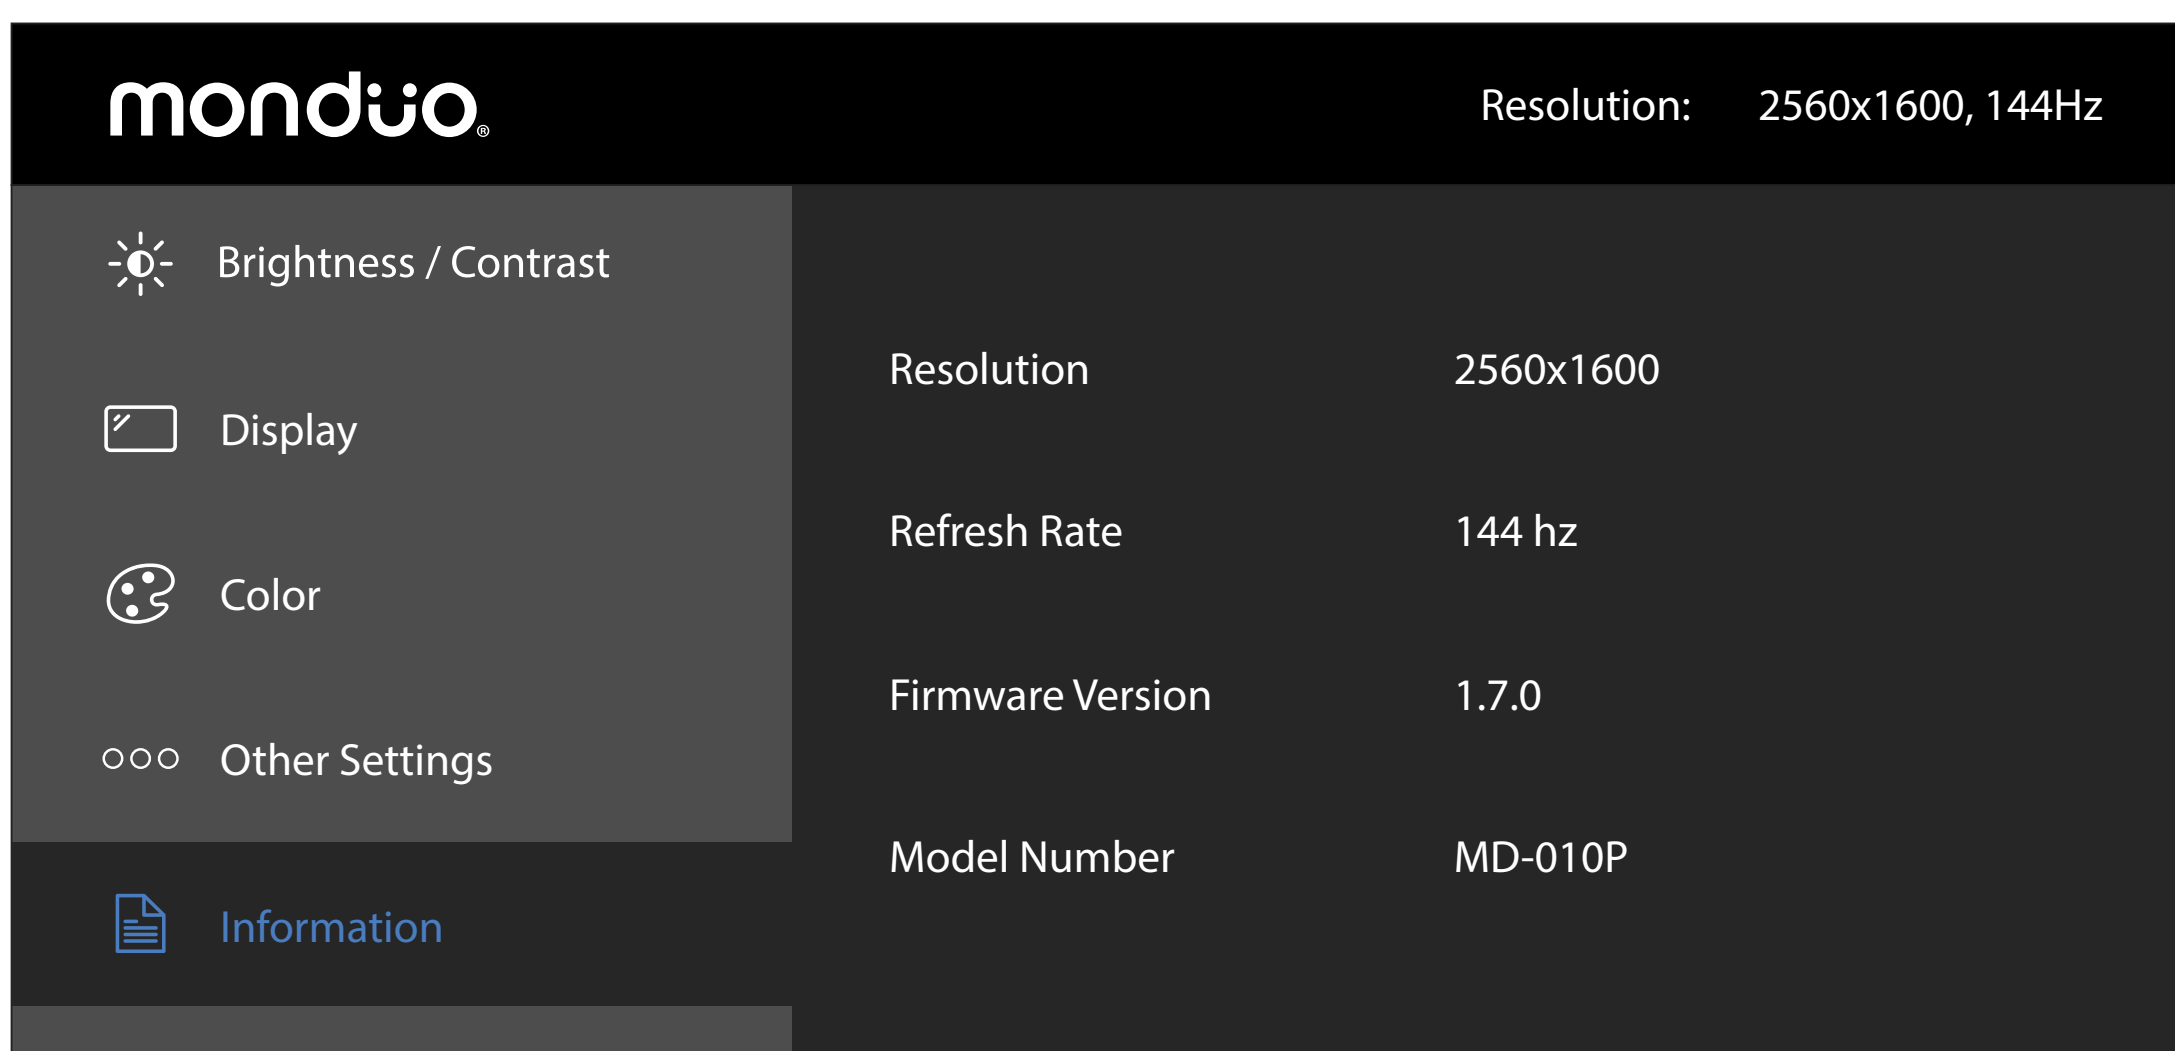 mondüo®
Resolution: 2560x1600, 144Hz
Brightness / Contrast
Display
Color
Other Settings
Information
Resolution 2560x1600
Refresh Rate 144 hz
Firmware Version 1.7.0
Model Number MD-010P